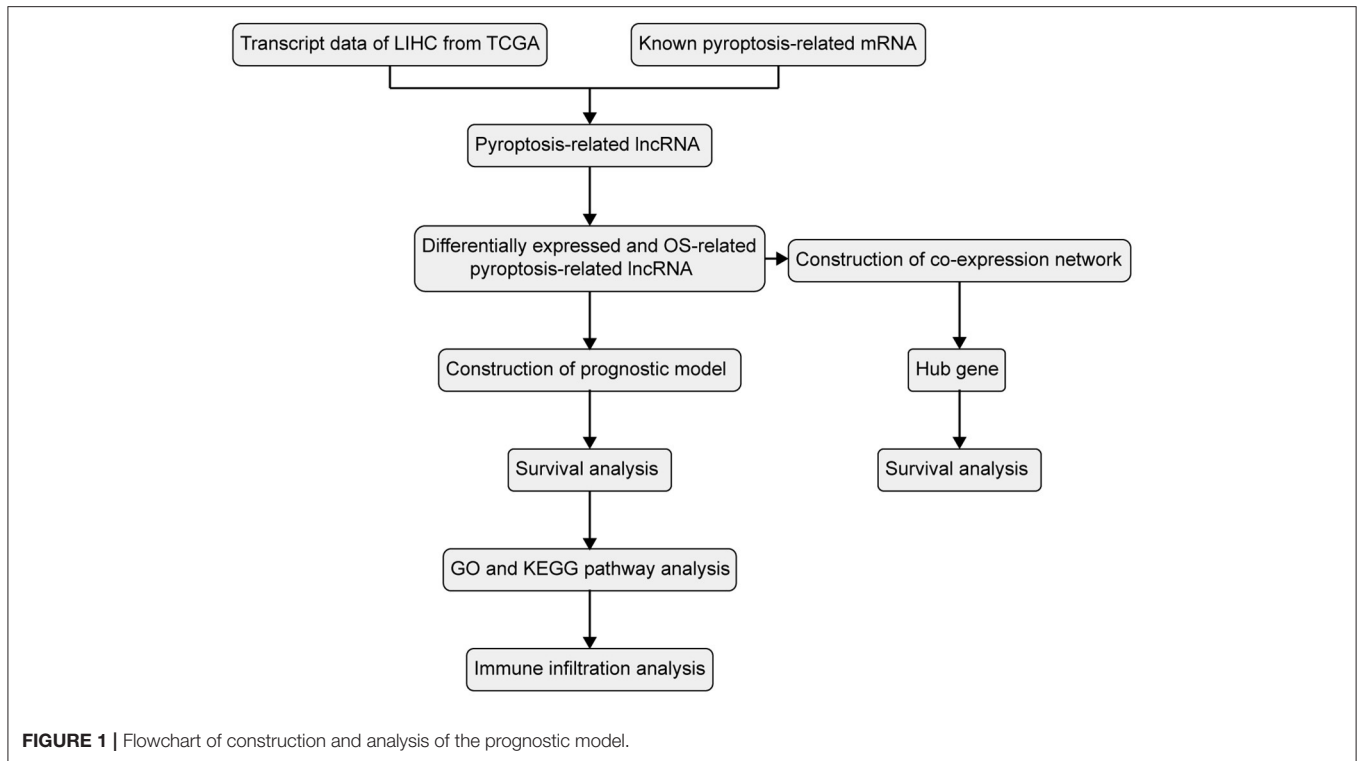 Transcript data of LIHC from TCGA
Known pyroptosis-related mRNA
Pyroptosis-related lncRNA
Differentially expressed and OS-related
pyroptosis-related lncRNA
Construction of co-expression network
Construction of prognostic model
Hub gene
Survival analysis
Survival analysis
GO and KEGG pathway analysis
Immune infiltration analysis
FIGURE 1 | Flowchart of construction and analysis of the prognostic model.